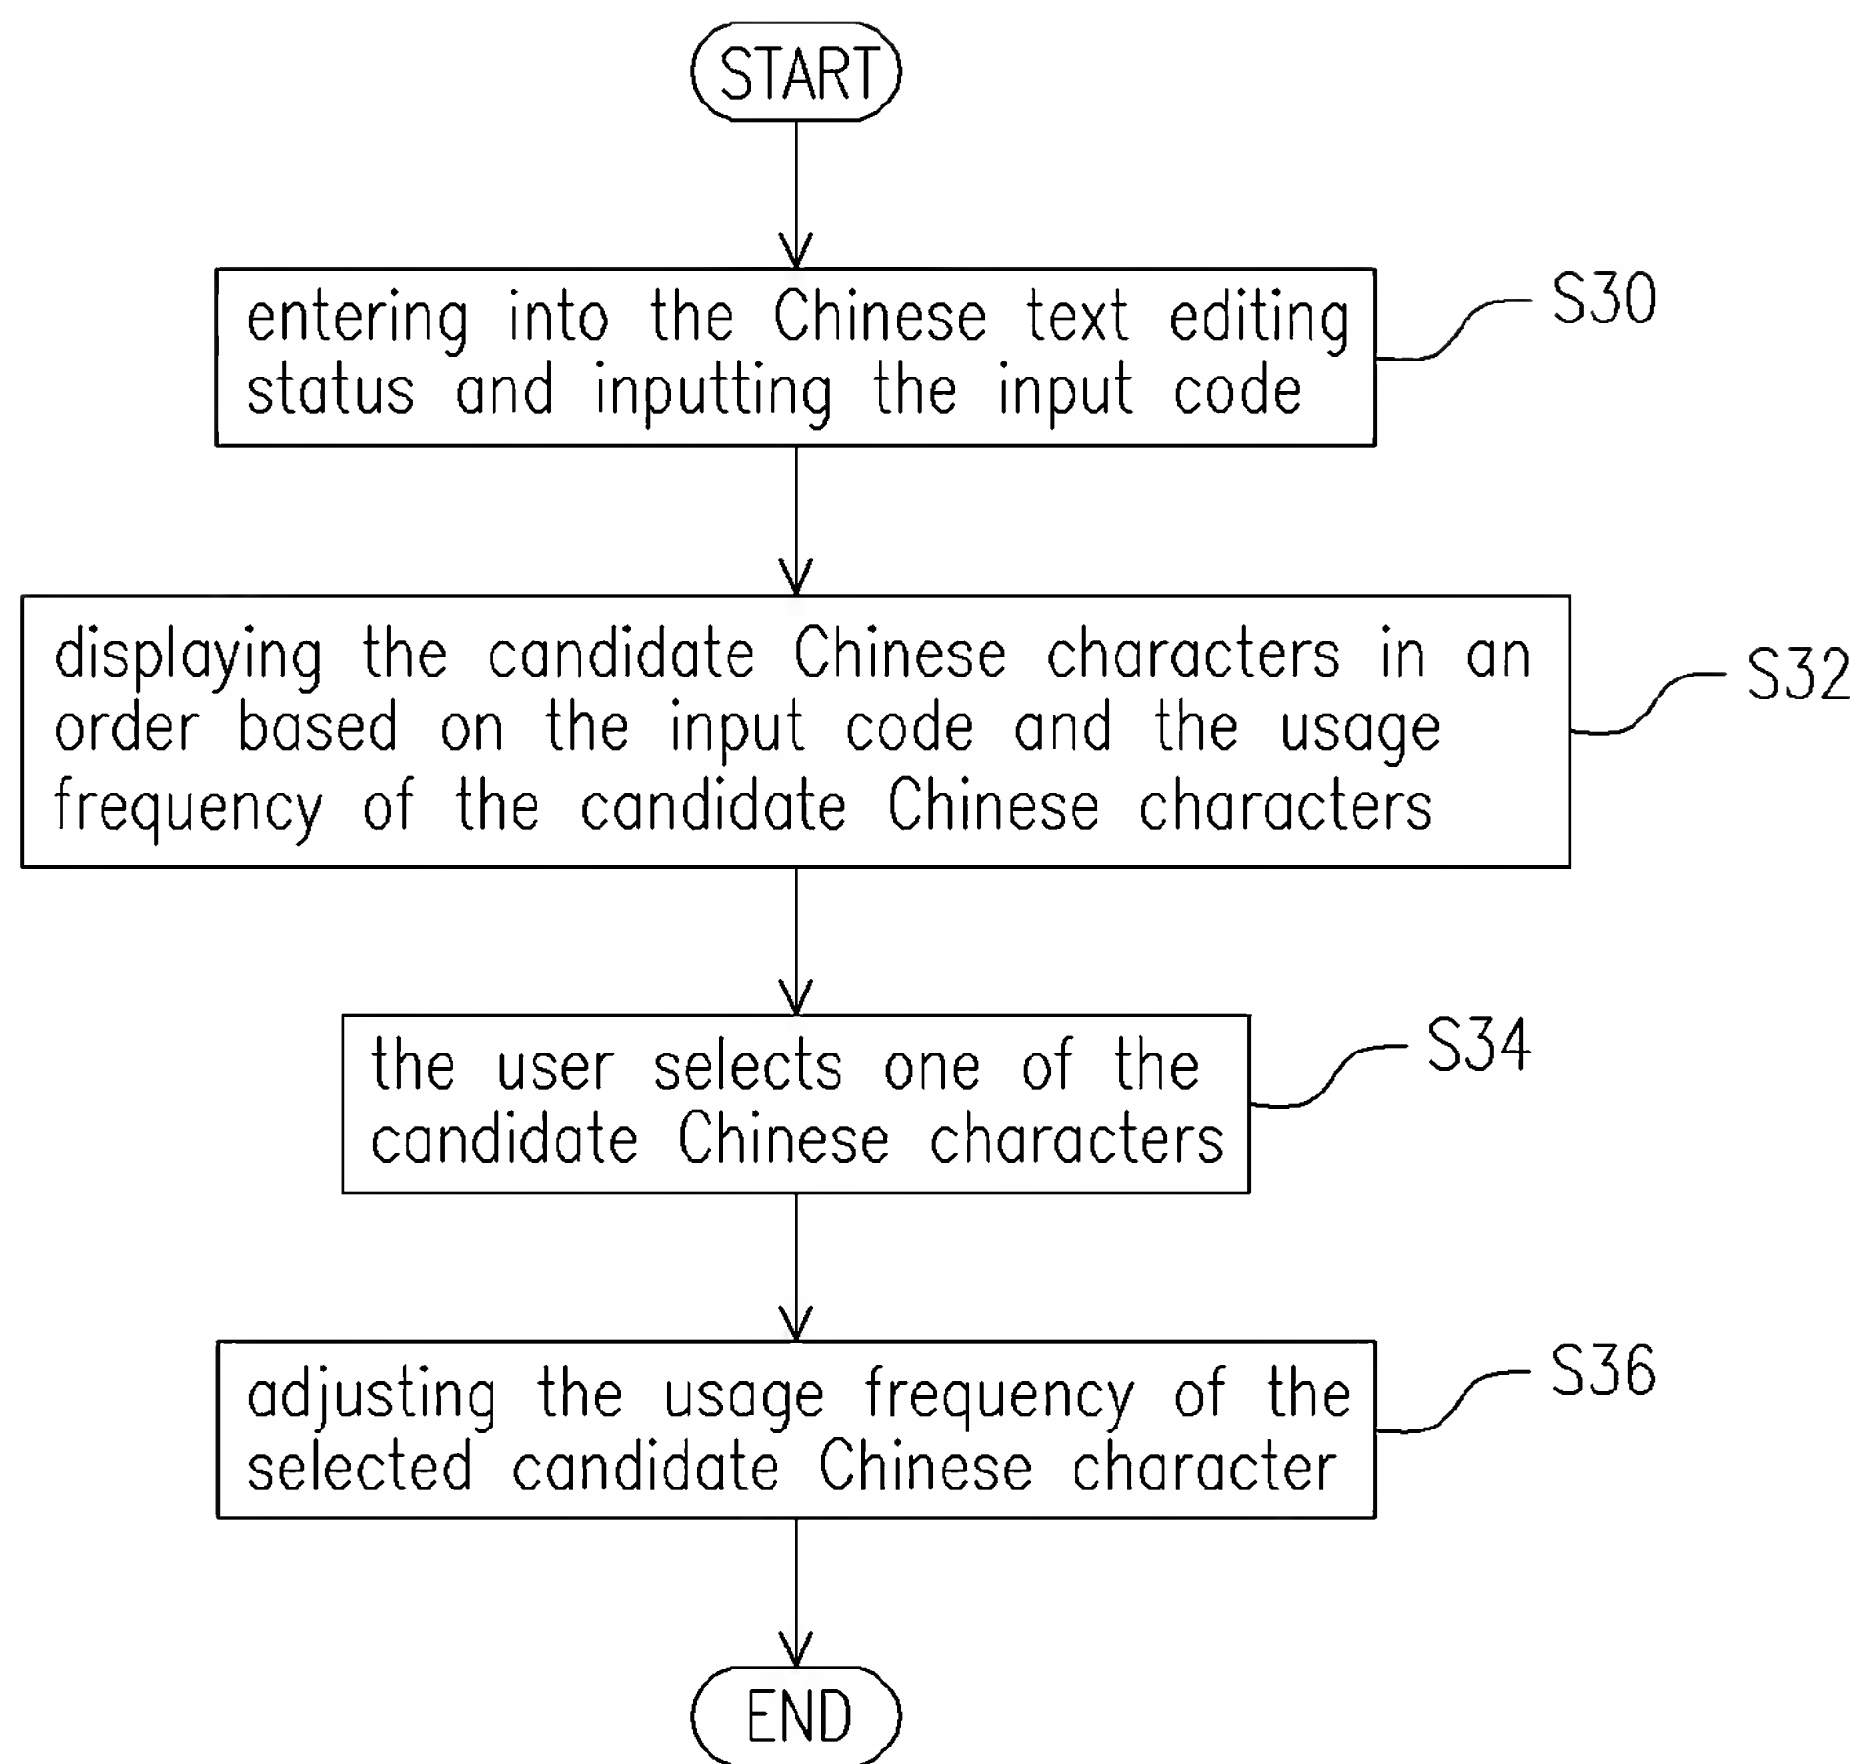 START
entering into the Chinese text editing
status and inputting the input code
S30
displaying the candidate Chinese characters in an
order based on the input code and the usage
frequency of the candidate Chinese characters
S32
the user selects one of the
candidate Chinese characters
S34
adjusting the usage frequency of the
selected candidate Chinese character
S36
END